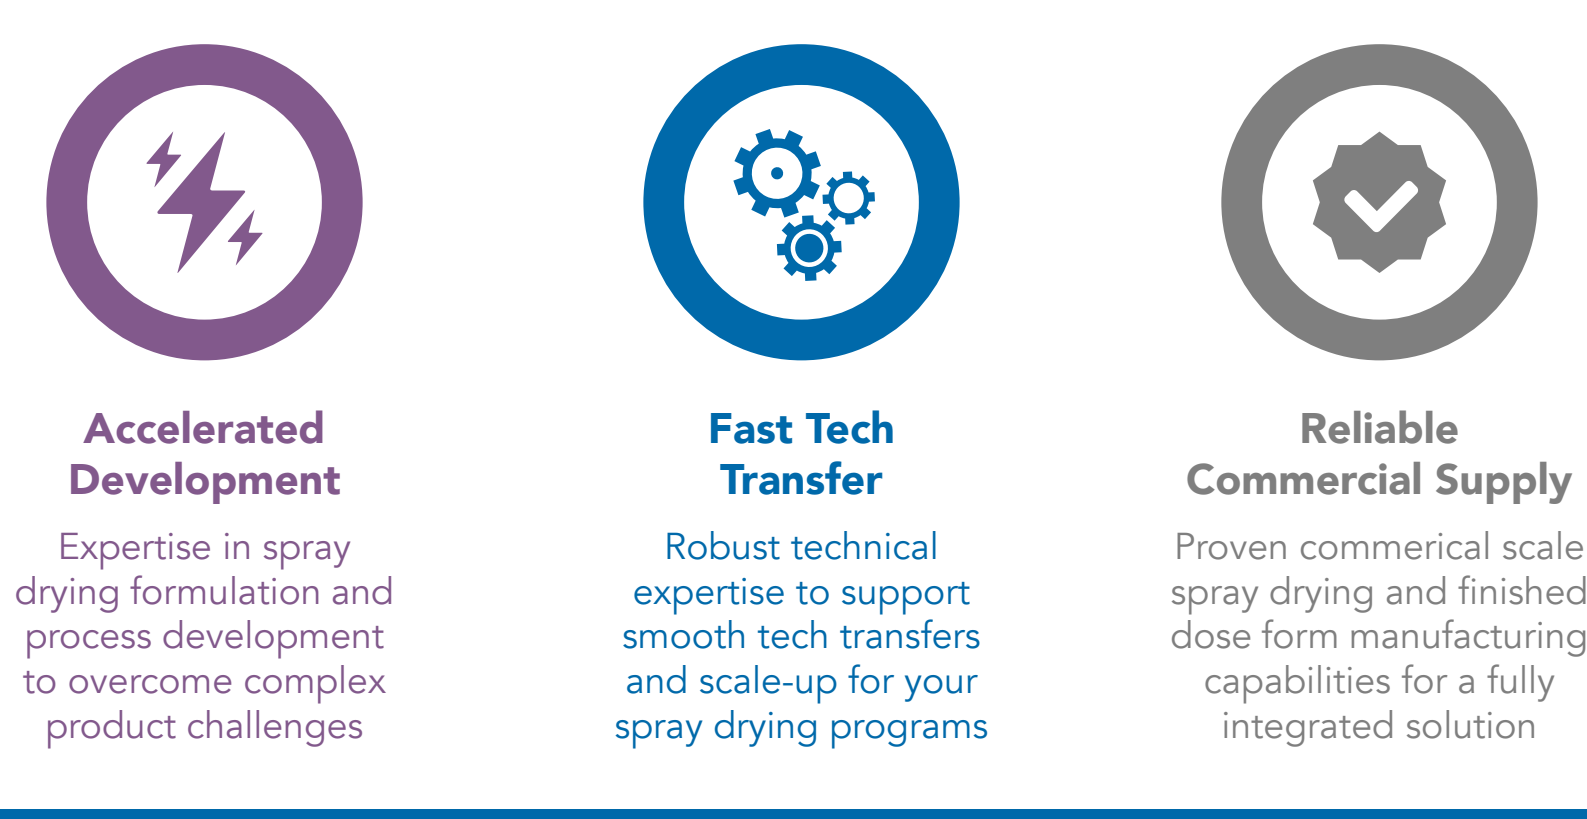 Accelerated
Development
Expertise in spray
drying formulation and
process development
to overcome complex
product challenges
Fast Tech
Transfer
Robust technical
expertise to support
smooth tech transfers
and scale-up for your
spray drying programs
Reliable
Commercial Supply
Proven commerical scale
spray drying and finished
dose form manufacturing
capabilities for a fully
integrated solution